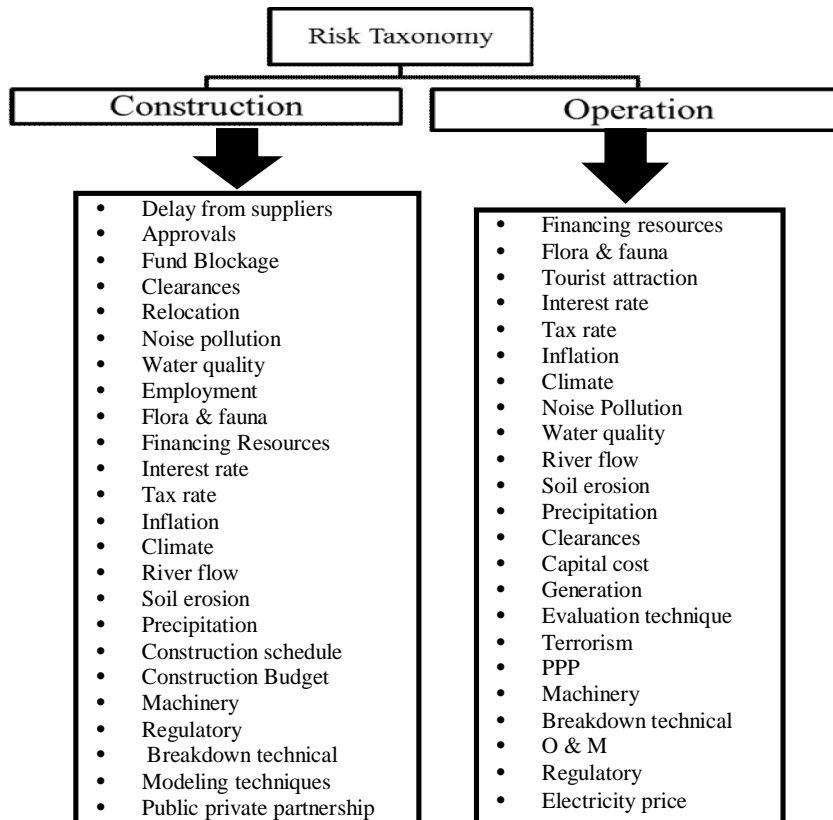 Risk Taxonomy
Construction
Operation
• Delay from suppliers
• Approvals
• Fund Blockage
• Clearances
• Relocation
• Noise pollution
• Water quality
• Employment
• Flora & fauna
• Financing Resources
• Interest rate
• Tax rate
• Inflation
• Climate
• River flow
• Soil erosion
• Precipitation
• Construction schedule
• Construction Budget
• Machinery
• Regulatory
• Breakdown technical
• Modeling techniques
• Public private partnership
• Financing resources
• Flora & fauna
• Tourist attraction
• Interest rate
• Tax rate
• Inflation
• Climate
• Noise Pollution
• Water quality
• River flow
• Soil erosion
• Precipitation
• Clearances
• Capital cost
• Generation
• Evaluation technique
• Terrorism
• PPP
• Machinery
• Breakdown technical
• O & M
• Regulatory
• Electricity price